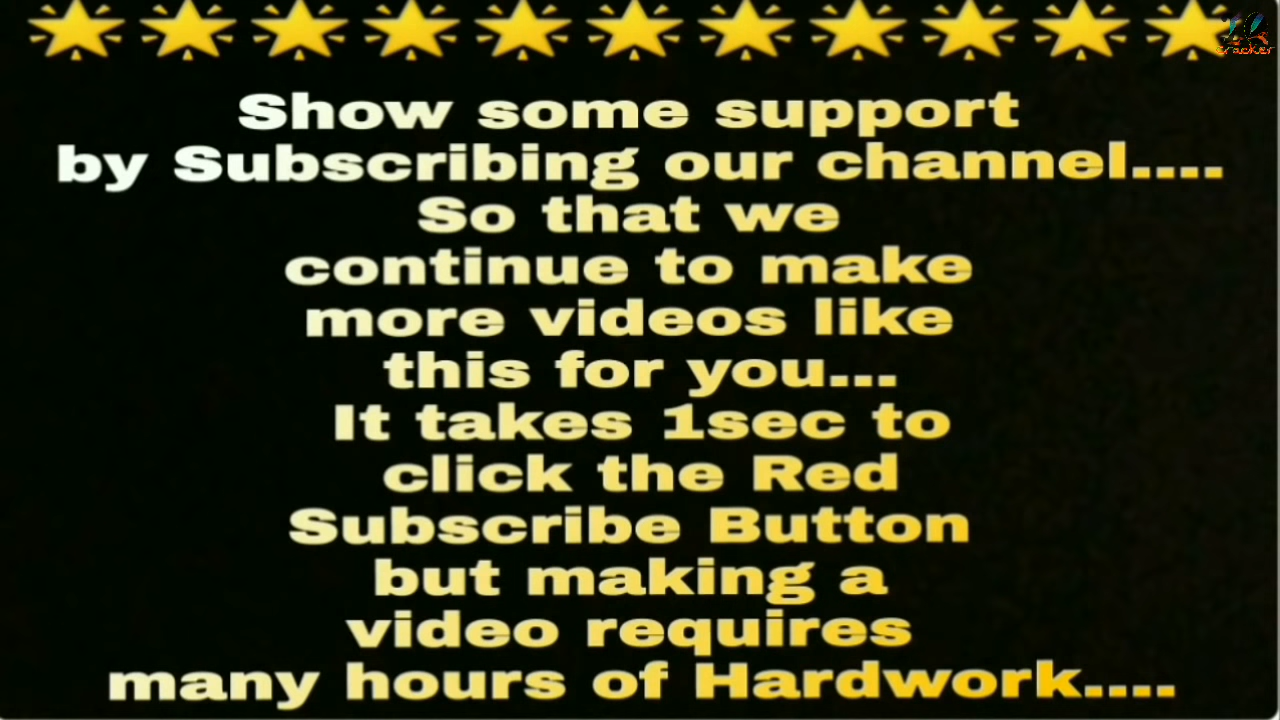 Show some support
by Subscribing our channel....
So that we
continue to make
more videos like
this for you...
It takes 1sec to
click the Red
Subscribe Button
but making a
video requires
many hours of Hardwork....
cracker